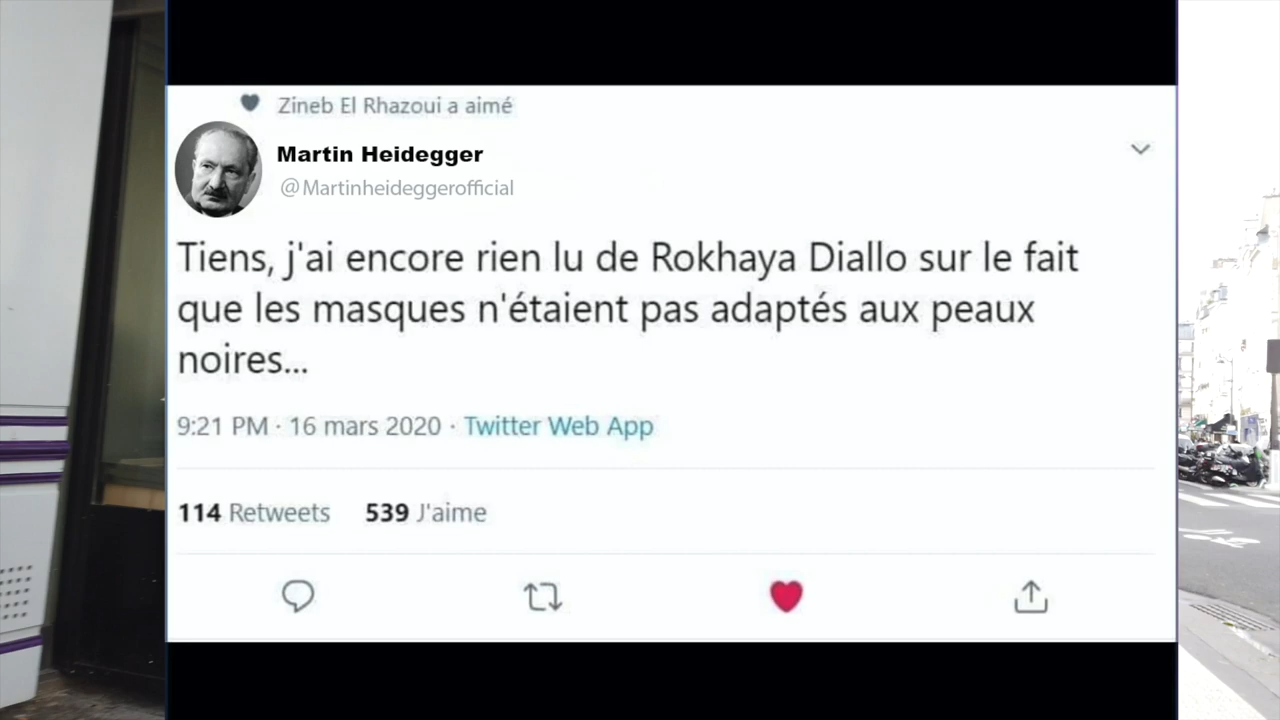 Zineb El Rhazoui a aimé
Martin Heidegger
@Martinheideggerofficial
Tiens, j'ai encore rien lu de Rokhaya Diallo sur le fait
que les masques n'étaient pas adaptés aux peaux
noires...
9:21 PM · 16 mars 2020 · Twitter Web App
114 Retweets 539 J'aime